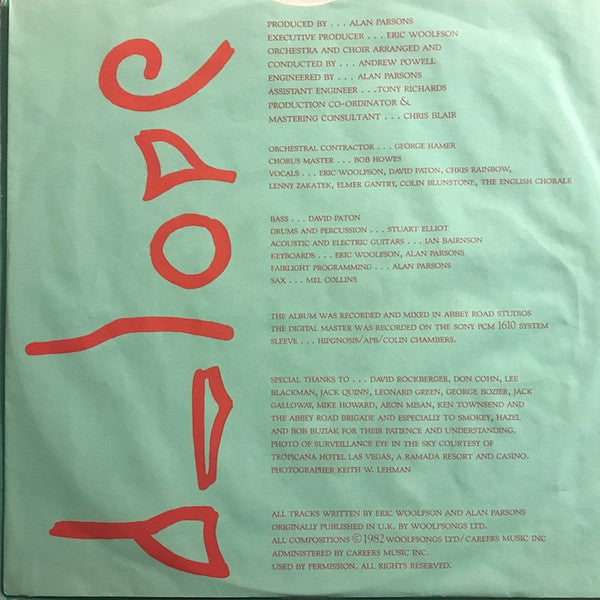 PRODUCED BY . . . ALAN PARSONS
EXECUTIVE PRODUCER . . . ERIC WOOLFSON
ORCHESTRA AND CHOIR ARRANGED AND
CONDUCTED BY . . . ANDREW POWELL
ENGINEERED BY . . . ALAN PARSONS
ASSISTANT ENGINEER . . .TONY RICHARDS
PRODUCTION CO-ORDINATOR &
MASTERING CONSULTANT . . . CHRIS BLAIR
ORCHESTRAL CONTRACTOR . . . GEORGE HAMER
CHORUS MASTER . . . BOB HOWES
VOCALS . . . ERIC WOOLFSON, DAVID PATON, CHRIS RAINBOW,
LENNY ZAKATEK, ELMER GANTRY, COLIN BLUNSTONE, THE ENGLISH CHORALE
BASS . . . DAVID PATON
DRUMS AND PERCUSSION . . . STUART ELLIOT
ACOUSTIC AND ELECTRIC GUITARS . . . IAN BAIRNSON
KEYBOARDS . . . ERIC WOOLFSON, ALAN PARSONS
FAIRLIGHT PROGRAMMING . . . ALAN PARSONS
SAX . . . MEL COLLINS
THE ALBUM WAS RECORDED AND MIXED IN ABBEY ROAD STUDIOS
THE DIGITAL MASTER WAS RECORDED ON THE SONY PCM 1610 SYSTEM
SLEEVE . . . HIPGNOSIS/APB/COLIN CHAMBERS.
SPECIAL THANKS TO . . . DAVID ROCKBERGER, DON COHN, LEE
BLACKMAN, JACK QUINN, LEONARD GREEN, GEORGE BOZIER, JACK
GALLOWAY, MIKE HOWARD, ARON MISAN, KEN TOWNSEND AND
THE ABBEY ROAD BRIGADE AND ESPECIALLY TO SMOKEY, HAZEL
AND BOB BUZIAK FOR THEIR PATIENCE AND UNDERSTANDING.
PHOTO OF SURVEILLANCE EYE IN THE SKY COURTESY OF
TROPICANA HOTEL LAS VEGAS, A RAMADA RESORT AND CASINO.
PHOTOGRAPHER KEITH W. LEHMAN
ALL TRACKS WRITTEN BY ERIC WOOLFSON AND ALAN PARSONS
ORIGINALLY PUBLISHED IN U.K. BY WOOLFSONGS LTD.
ALL COMPOSITIONS ©1982 WOOLFSONGS LTD/CAREERS MUSIC INC
ADMINISTERED BY CAREERS MUSIC INC.
USED BY PERMISSION. ALL RIGHTS RESERVED.